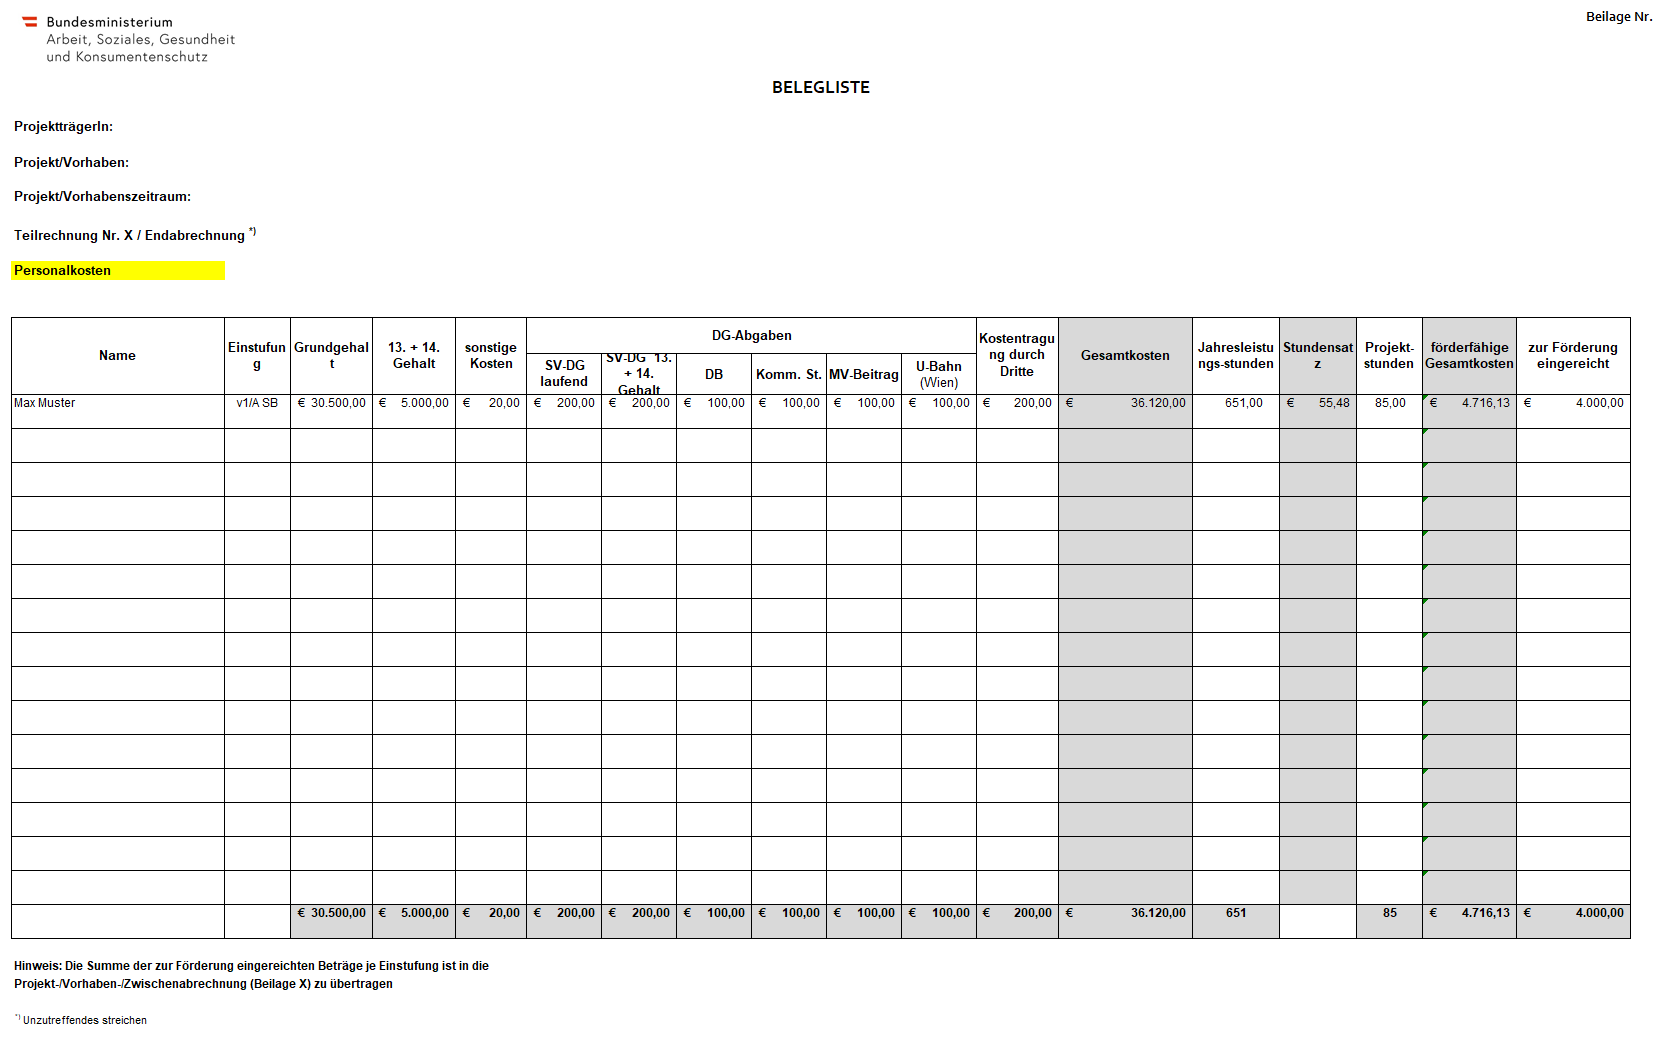 Bundesministerium
Arbeit, Soziales, Gesundheit
und Konsumentenschutz
Beilage Nr.
BELEGLISTE
ProjektträgerIn:
Projekt/Vorhaben:
Projekt/Vorhabenszeitraum:
Teilrechnung Nr. X / Endabrechnung *)
Personalkosten
Name
Einstufun
g
Grundgehal
t
13. + 14.
Gehalt
sonstige
Kosten
DG-Abgaben
SV-DG
laufend
SV-DG 13.
+ 14.
Gehalt
DB
Komm. St.
MV-Beitrag
U-Bahn
(Wien)
Kostentragu
ng durch
Dritte
Gesamtkosten
Jahresleistu
ngs-stunden
Stundensat
z
Projekt-
stunden
förderfähige
Gesamtkosten
zur Förderung
eingereicht
Max Muster v1/A SB € 30.500,00 € 5.000,00 € 20,00 € 200,00 € 200,00 € 100,00 € 100,00 € 100,00 € 100,00 € 200,00 € 36.120,00 651,00 € 55,48 85,00 € 4.716,13 € 4.000,00
€ 30.500,00 € 5.000,00 € 20,00 € 200,00 € 200,00 € 100,00 € 100,00 € 100,00 € 100,00 € 200,00 € 36.120,00 651 85 € 4.716,13 € 4.000,00
Hinweis: Die Summe der zur Förderung eingereichten Beträge je Einstufung ist in die
Projekt-/Vorhaben-/Zwischenabrechnung (Beilage X) zu übertragen
*) Unzutreffendes streichen